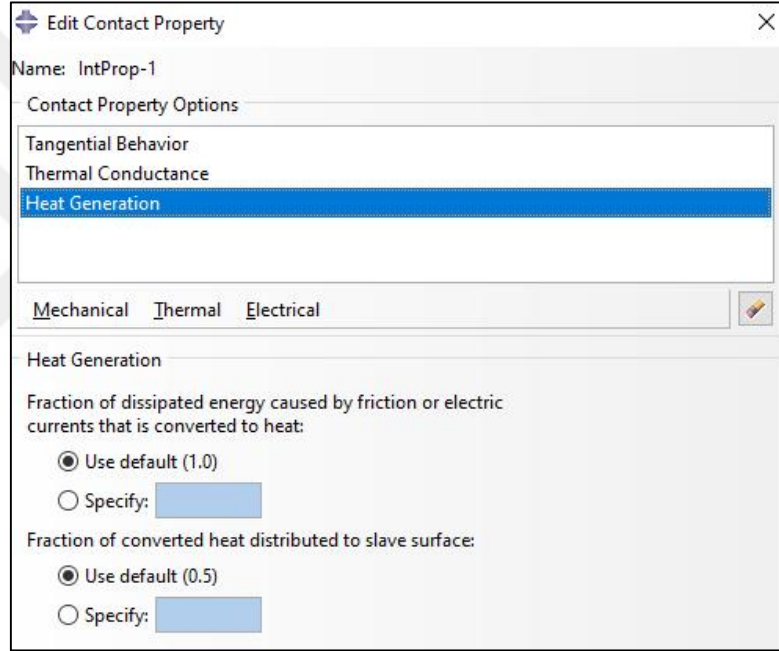 Edit Contact Property
Name: IntProp-1
Contact Property Options
Tangential Behavior
Thermal Conductance
Heat Generation
Mechanical Thermal Electrical
Heat Generation
Fraction of dissipated energy caused by friction or electric
currents that is converted to heat:
Use default (1.0)
Specify:
Fraction of converted heat distributed to slave surface:
Use default (0.5)
Specify: